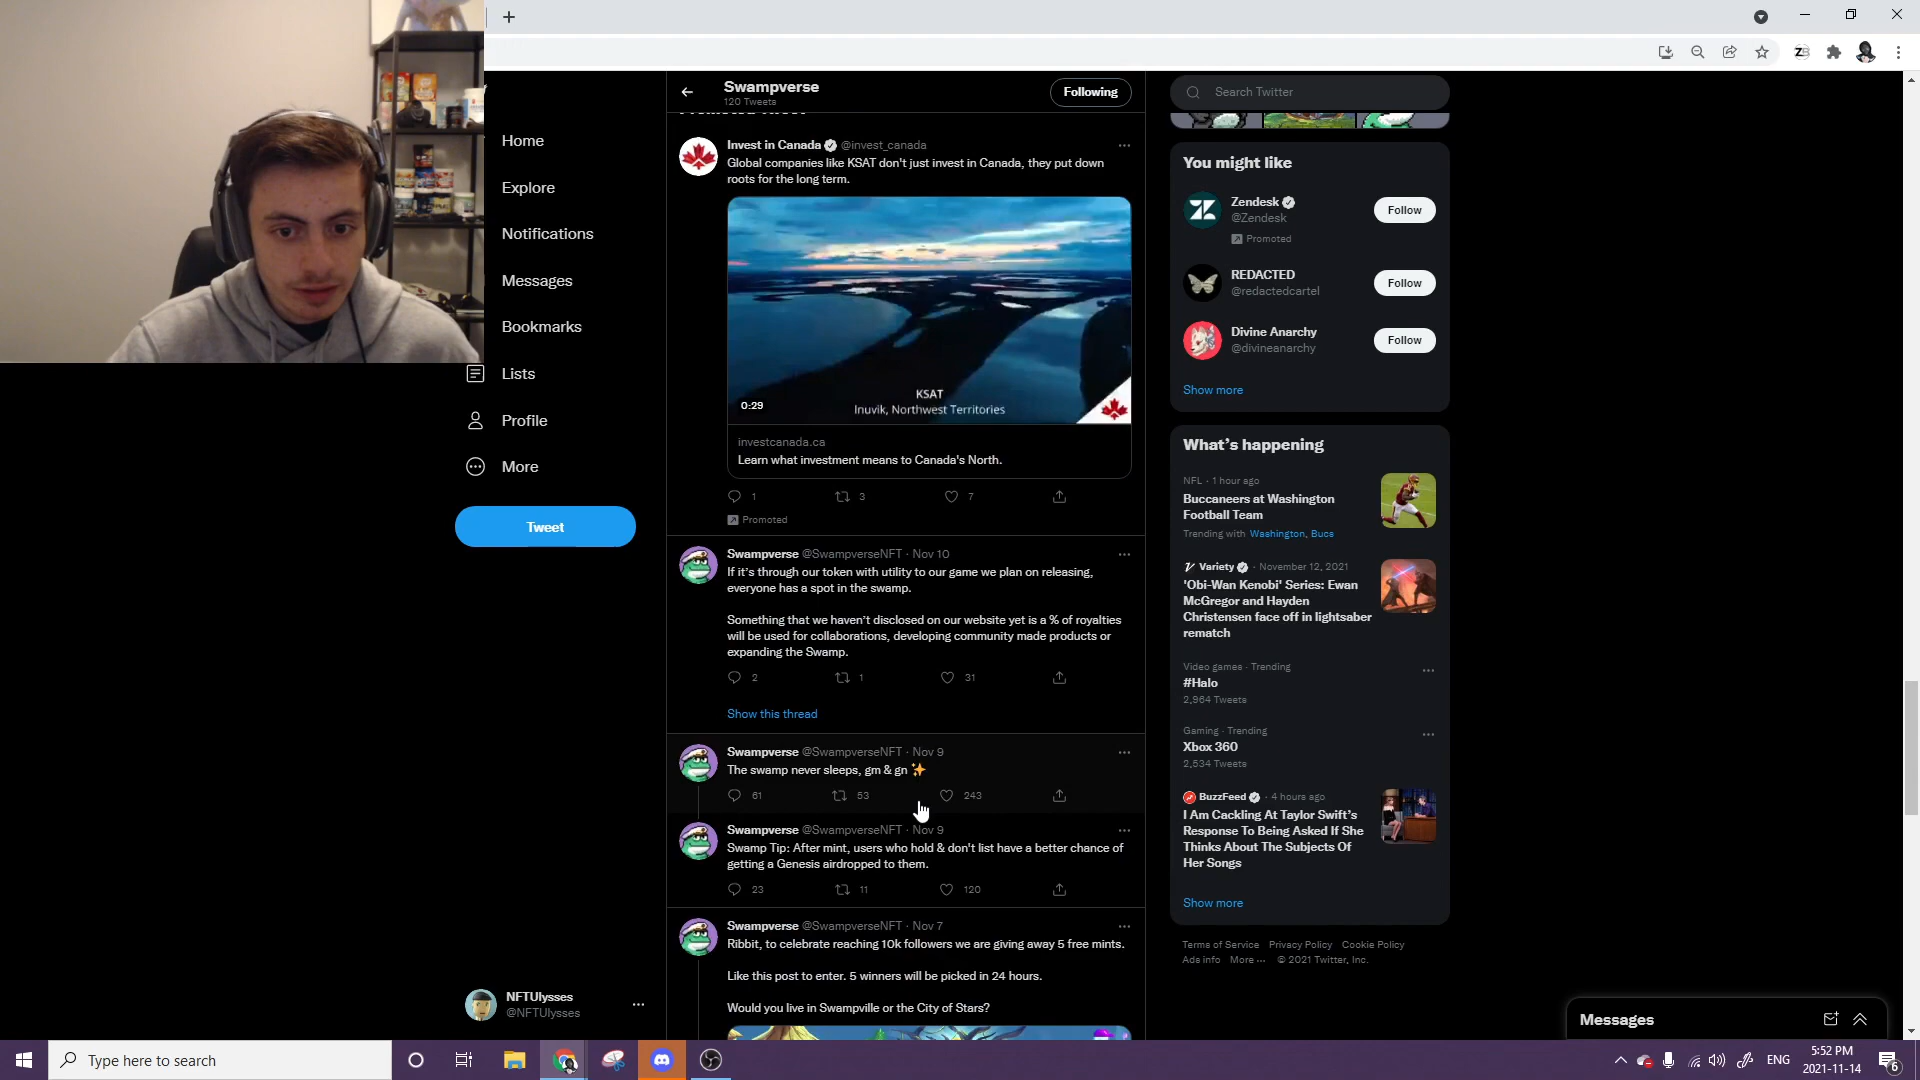 Home
Explore
Notifications
Messages
Bookmarks
Lists
Profile
More
Tweet
NFTUlysses
@NFTUlysses
Swampverse
120 Tweets
Following
Invest in Canada @invest_canada
Global companies like KSAT don't just invest in Canada, they put down
roots for the long term.
KSAT
Inuvik, Northwest Territories
0:29
investcanada.ca
Learn what investment means to Canada's North.
1 3 7
Promoted
Swampverse @SwampverseNFT · Nov 10
If it's through our token with utility to our game we plan on releasing,
everyone has a spot in the swamp.
Something that we haven't disclosed on our website yet is a % of royalties
will be used for collaborations, developing community made products or
expanding the Swamp.
2 1 31
Show this thread
Swampverse @SwampverseNFT · Nov 9
The swamp never sleeps, gm & gn ✨
61 53 243
Swampverse @SwampverseNFT · Nov 9
Swamp Tip: After mint, users who hold & don't list have a better chance of
getting a Genesis airdropped to them.
23 11 120
Swampverse @SwampverseNFT · Nov 7
Ribbit, to celebrate reaching 10k followers we are giving away 5 free mints.
Like this post to enter. 5 winners will be picked in 24 hours.
Would you live in Swampville or the City of Stars?
Search Twitter
You might like
Zendesk
@Zendesk
Promoted
Follow
REDACTED
@redactedcartel
Follow
Divine Anarchy
@divineanarchy
Follow
Show more
What's happening
NFL · 1 hour ago
Buccaneers at Washington
Football Team
Trending with Washington, Bucs
Variety · November 12, 2021
'Obi-Wan Kenobi' Series: Ewan
McGregor and Hayden
Christensen face off in lightsaber
rematch
Video games · Trending
#Halo
2,964 Tweets
Gaming · Trending
Xbox 360
2,534 Tweets
BuzzFeed · 4 hours ago
I Am Cackling At Taylor Swift's
Response To Being Asked If She
Thinks About The Subjects Of
Her Songs
Show more
Terms of Service Privacy Policy Cookie Policy
Ads info More ··· © 2021 Twitter, Inc.
Messages
Type here to search
ENG
5:52 PM
2021-11-14
6